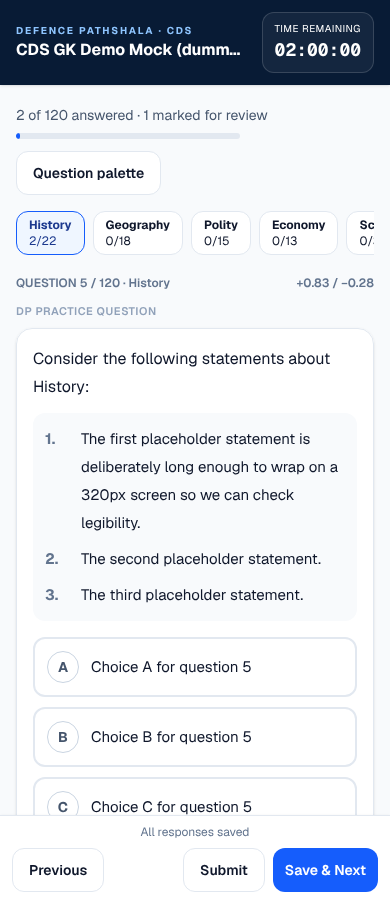 DEFENCE PATHSHALA · CDS
CDS GK Demo Mock (dumm...
TIME REMAINING
02:00:00
2 of 120 answered · 1 marked for review
Question palette
History
2/22
Geography
0/18
Polity
0/15
Economy
0/13
Sc
0/
QUESTION 5 / 120 · History
+0.83 / −0.28
DP PRACTICE QUESTION
Consider the following statements about
History:
1. The first placeholder statement is
deliberately long enough to wrap on a
320px screen so we can check
legibility.
2. The second placeholder statement.
3. The third placeholder statement.
A Choice A for question 5
B Choice B for question 5
C Choice C for question 5
All responses saved
Previous
Submit
Save & Next